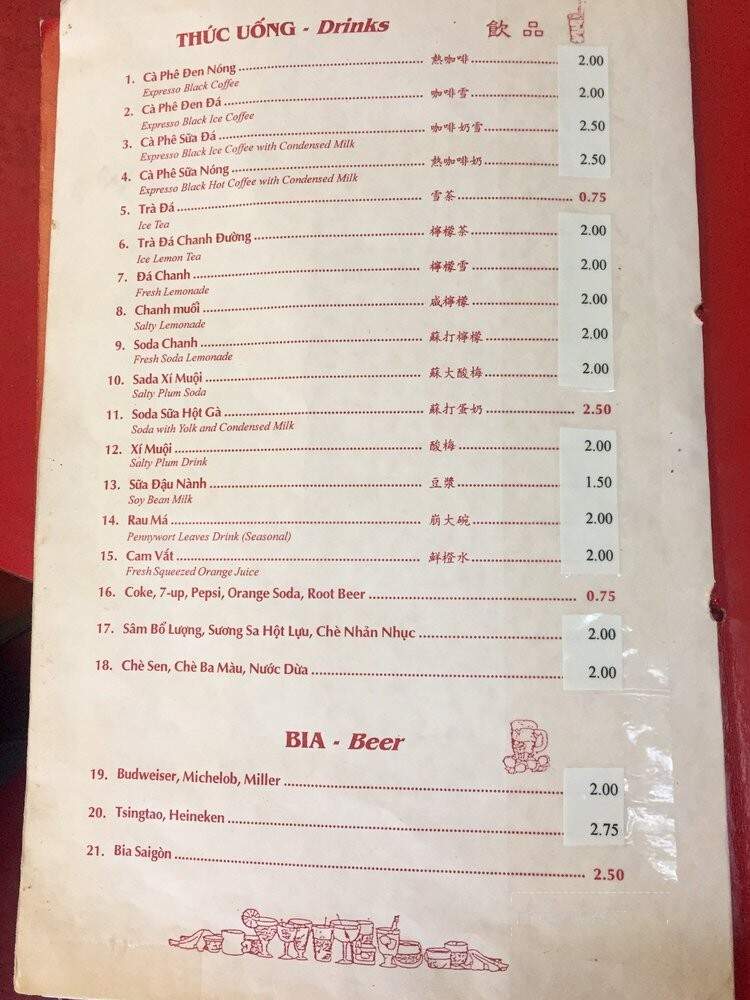 THỨC UỐNG - Drinks 飲品
1. Cà Phê Đen Nóng 熱咖啡 2.00
Expresso Black Coffee
2. Cà Phê Đen Đá 咖啡雪 2.00
Expresso Black Ice Coffee
3. Cà Phê Sữa Đá 咖啡奶雪 2.50
Expresso Black Ice Coffee with Condensed Milk
4. Cà Phê Sữa Nóng 熱咖啡奶 2.50
Expresso Black Hot Coffee with Condensed Milk
5. Trà Đá 雪茶 0.75
Ice Tea
6. Trà Đá Chanh Đường 檸檬茶 2.00
Ice Lemon Tea
7. Đá Chanh 檸檬雪 2.00
Fresh Lemonade
8. Chanh muối 咸檸檬 2.00
Salty Lemonade
9. Soda Chanh 蘇打檸檬 2.00
Fresh Soda Lemonade
10. Sada Xí Muội 蘇大酸梅 2.00
Salty Plum Soda
11. Soda Sữa Hột Gà 蘇打蛋奶 2.50
Soda with Yolk and Condensed Milk
12. Xí Muội 酸梅 2.00
Salty Plum Drink
13. Sữa Đậu Nành 豆漿 1.50
Soy Bean Milk
14. Rau Má 崩大碗 2.00
Pennywort Leaves Drink (Seasonal)
15. Cam Vắt 鮮橙水 2.00
Fresh Squeezed Orange Juice
16. Coke, 7-up, Pepsi, Orange Soda, Root Beer 0.75
17. Sâm Bổ Lượng, Sương Sa Hột Lựu, Chè Nhản Nhục 2.00
18. Chè Sen, Chè Ba Màu, Nước Dừa 2.00
BIA - Beer
19. Budweiser, Michelob, Miller 2.00
20. Tsingtao, Heineken 2.75
21. Bia Saigòn 2.50